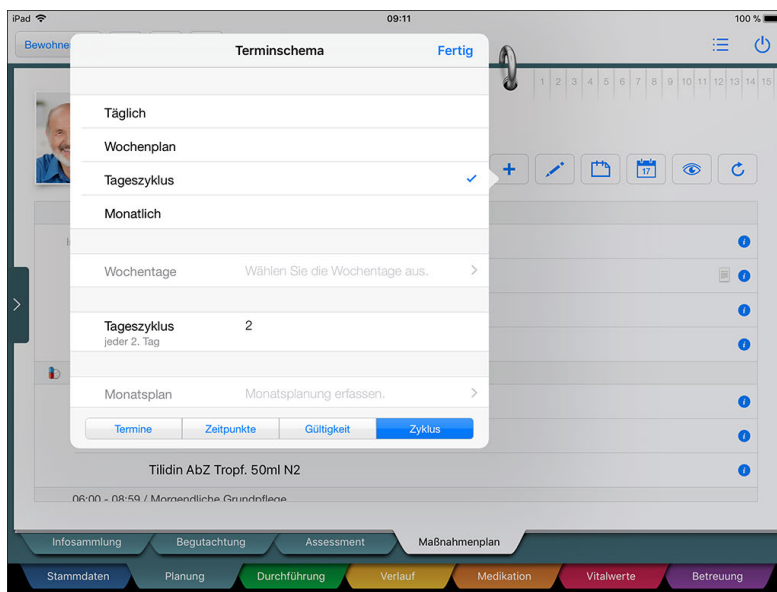 iPad 09:11 100 %
Bewohne
Terminschema Fertig
1 2 3 4 5 6 7 8 9 10 11 12 13 14 15
Täglich
Wochenplan
Tageszyklus
Monatlich
17
Wochentage Wählen Sie die Wochentage aus.
Tageszyklus 2
jeder 2. Tag
Monatsplan Monatsplanung erfassen.
Termine Zeitpunkte Gültigkeit Zyklus
Tilidin AbZ Tropf. 50ml N2
06:00 - 08:59 / Morgendliche Grundpflege
Infosammlung Begutachtung Assessment Maßnahmenplan
Stammdaten Planung Durchführung Verlauf Medikation Vitalwerte Betreuung